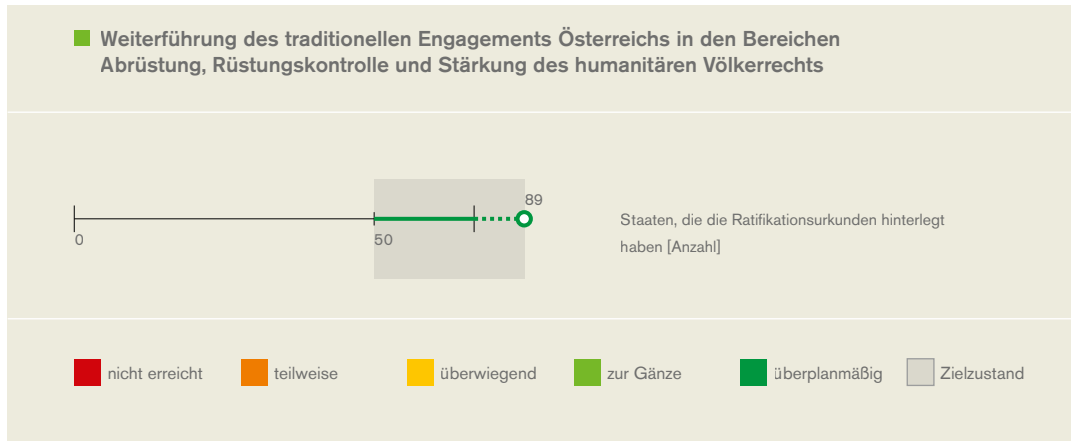 Weiterführung des traditionellen Engagements Österreichs in den Bereichen
Abrüstung, Rüstungskontrolle und Stärkung des humanitären Völkerrechts
89
0
50
Staaten, die die Ratifikationsurkunden hinterlegt
haben [Anzahl]
nicht erreicht
teilweise
überwiegend
zur Gänze
überplanmäßig
Zielzustand